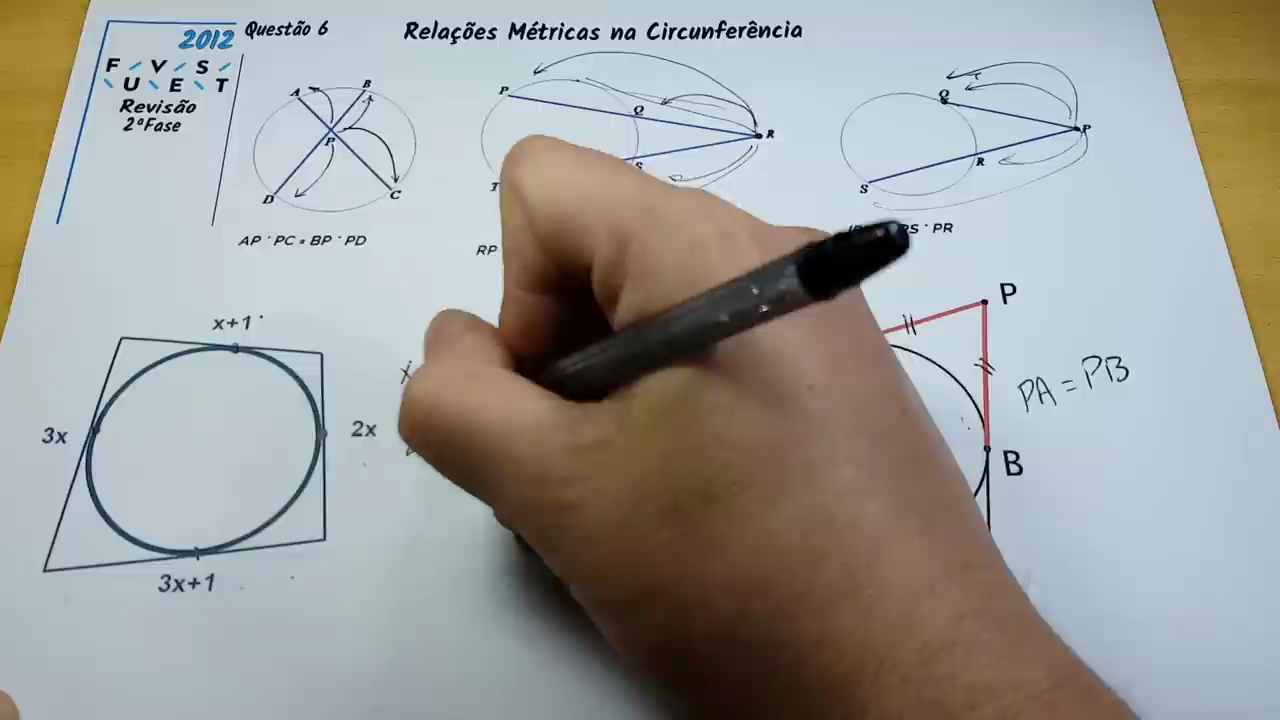 2012
Questão 6
Relações Métricas na Circunferência
F V S
U E T
Revisão
2ªFase
A
B
P
D
C
P
Q
R
S
T
Q
P
R
S
AP · PC = BP · PD
RP
PS · PR
x+1
3x
2x
3x+1
P
PA = PB
B